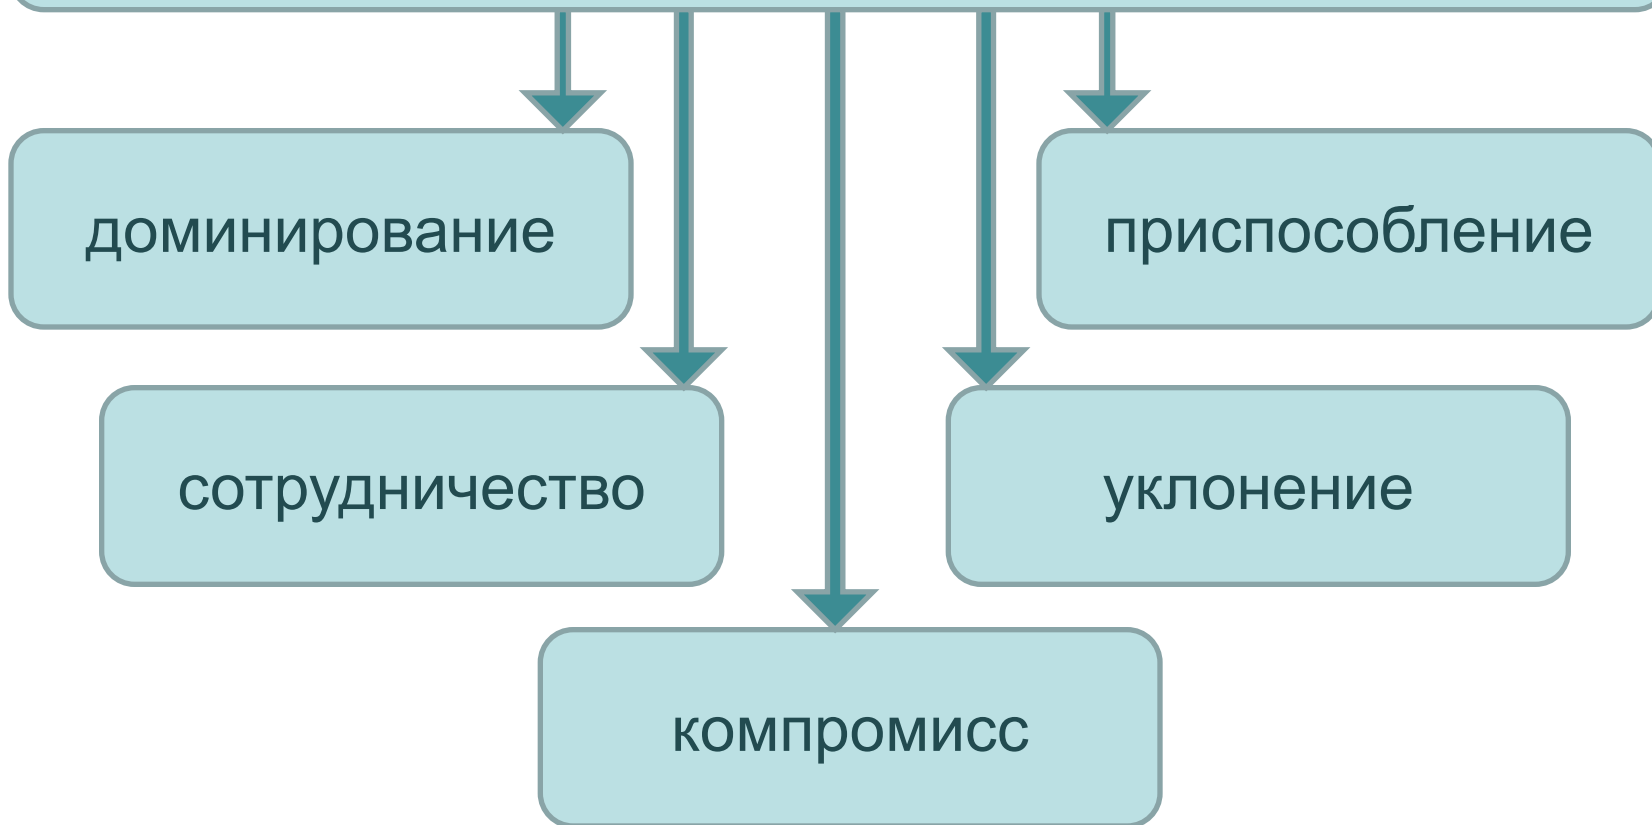 доминирование
приспособление
сотрудничество
уклонение
компромисс